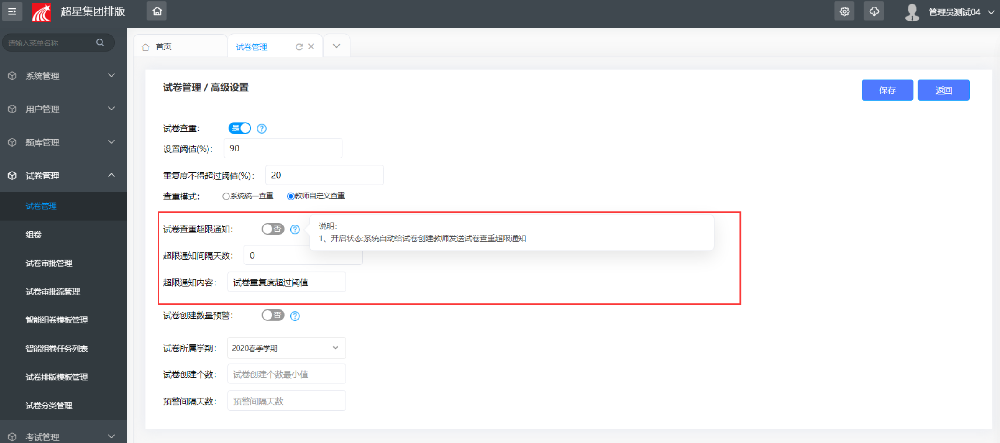 超星集团排版
管理员测试04
请输入菜单名称
首页
试卷管理
系统管理
用户管理
题库管理
试卷管理
试卷管理
组卷
试卷审批管理
试卷审批流管理
智能组卷模板管理
智能组卷任务列表
试卷排版模板管理
试卷分类管理
考试管理
试卷管理 / 高级设置
保存
返回
试卷查重： 是 ?
设置阈值(%)： 90
重复度不得超过阈值(%)： 20
查重模式： 系统统一查重 教师自定义查重
试卷查重超限通知： 否 ?
说明：
1、开启状态:系统自动给试卷创建教师发送试卷查重超限通知
超限通知间隔天数： 0
超限通知内容： 试卷重复度超过阈值
试卷创建数量预警： 否 ?
试卷所属学期： 2020春季学期
试卷创建个数： 试卷创建个数最小值
预警间隔天数： 预警间隔天数